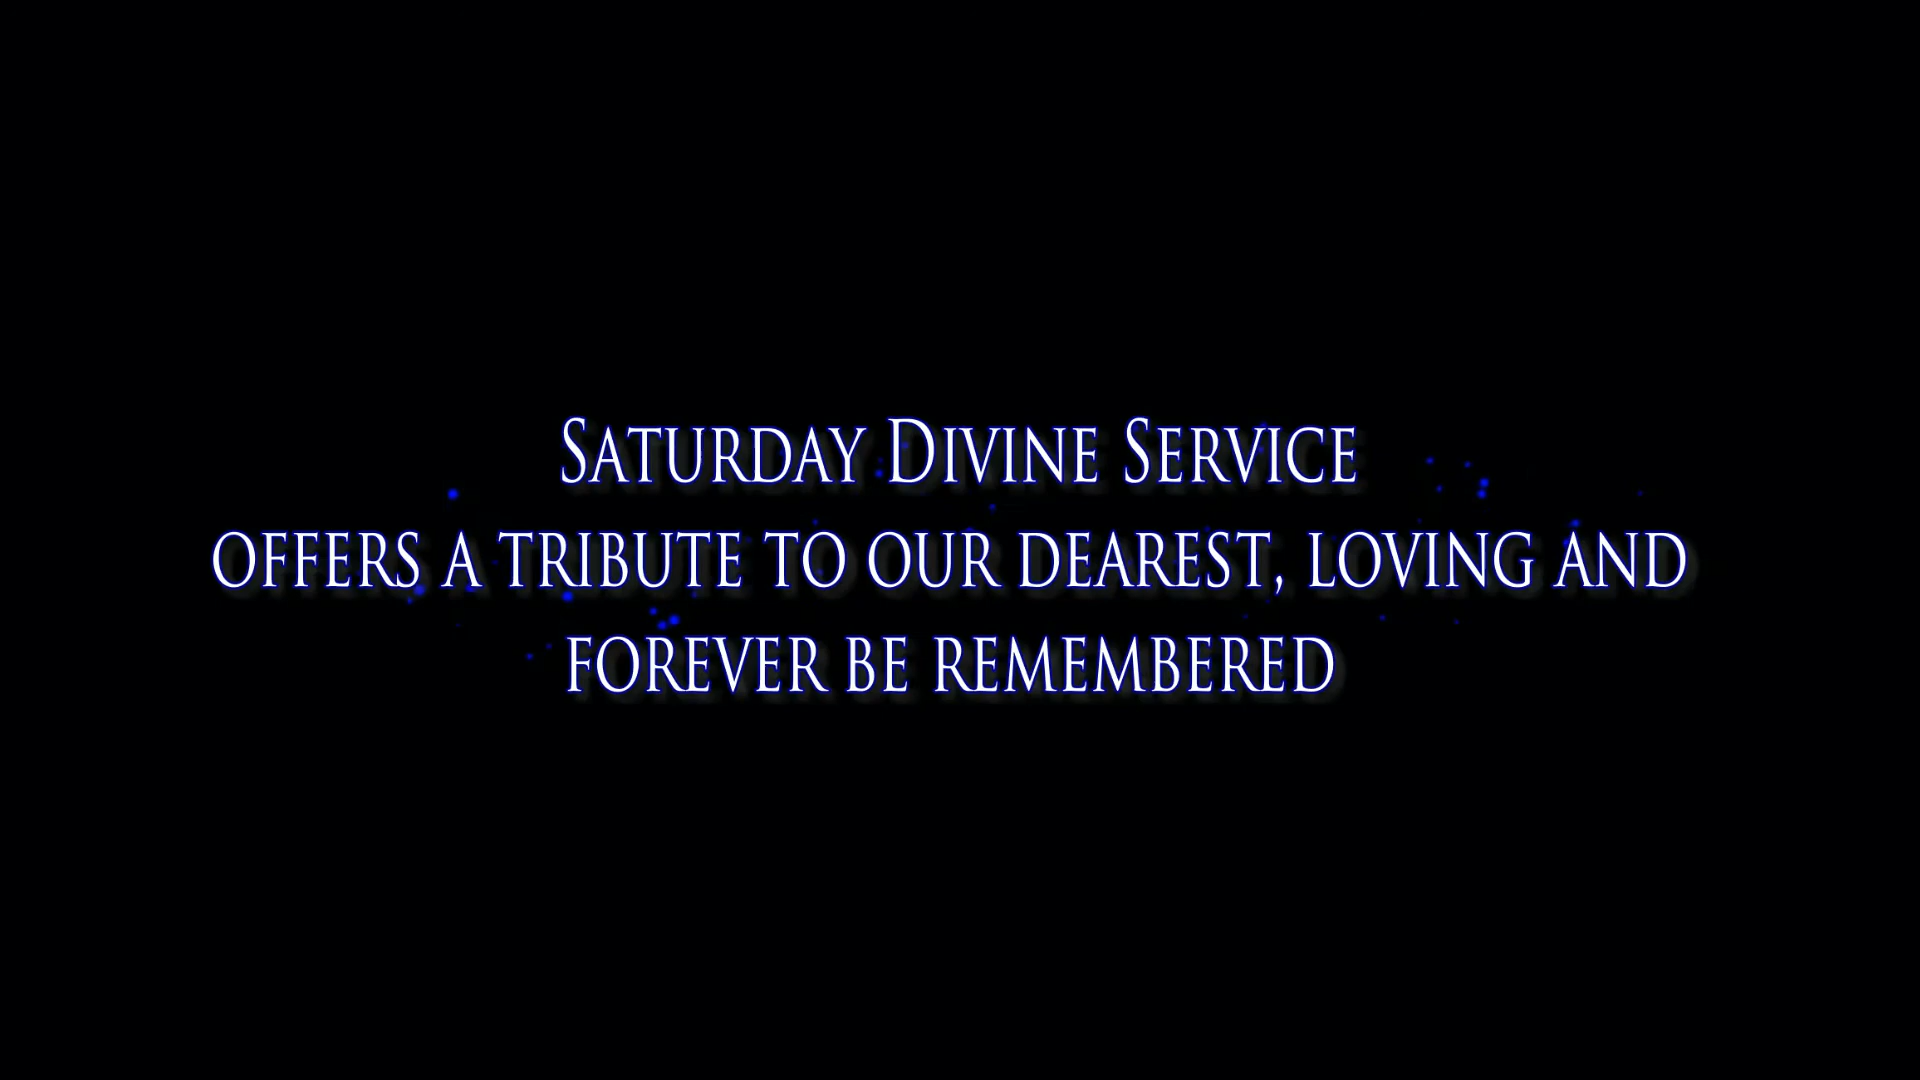 Saturday Divine Service
offers a tribute to our dearest, loving and
forever be remembered